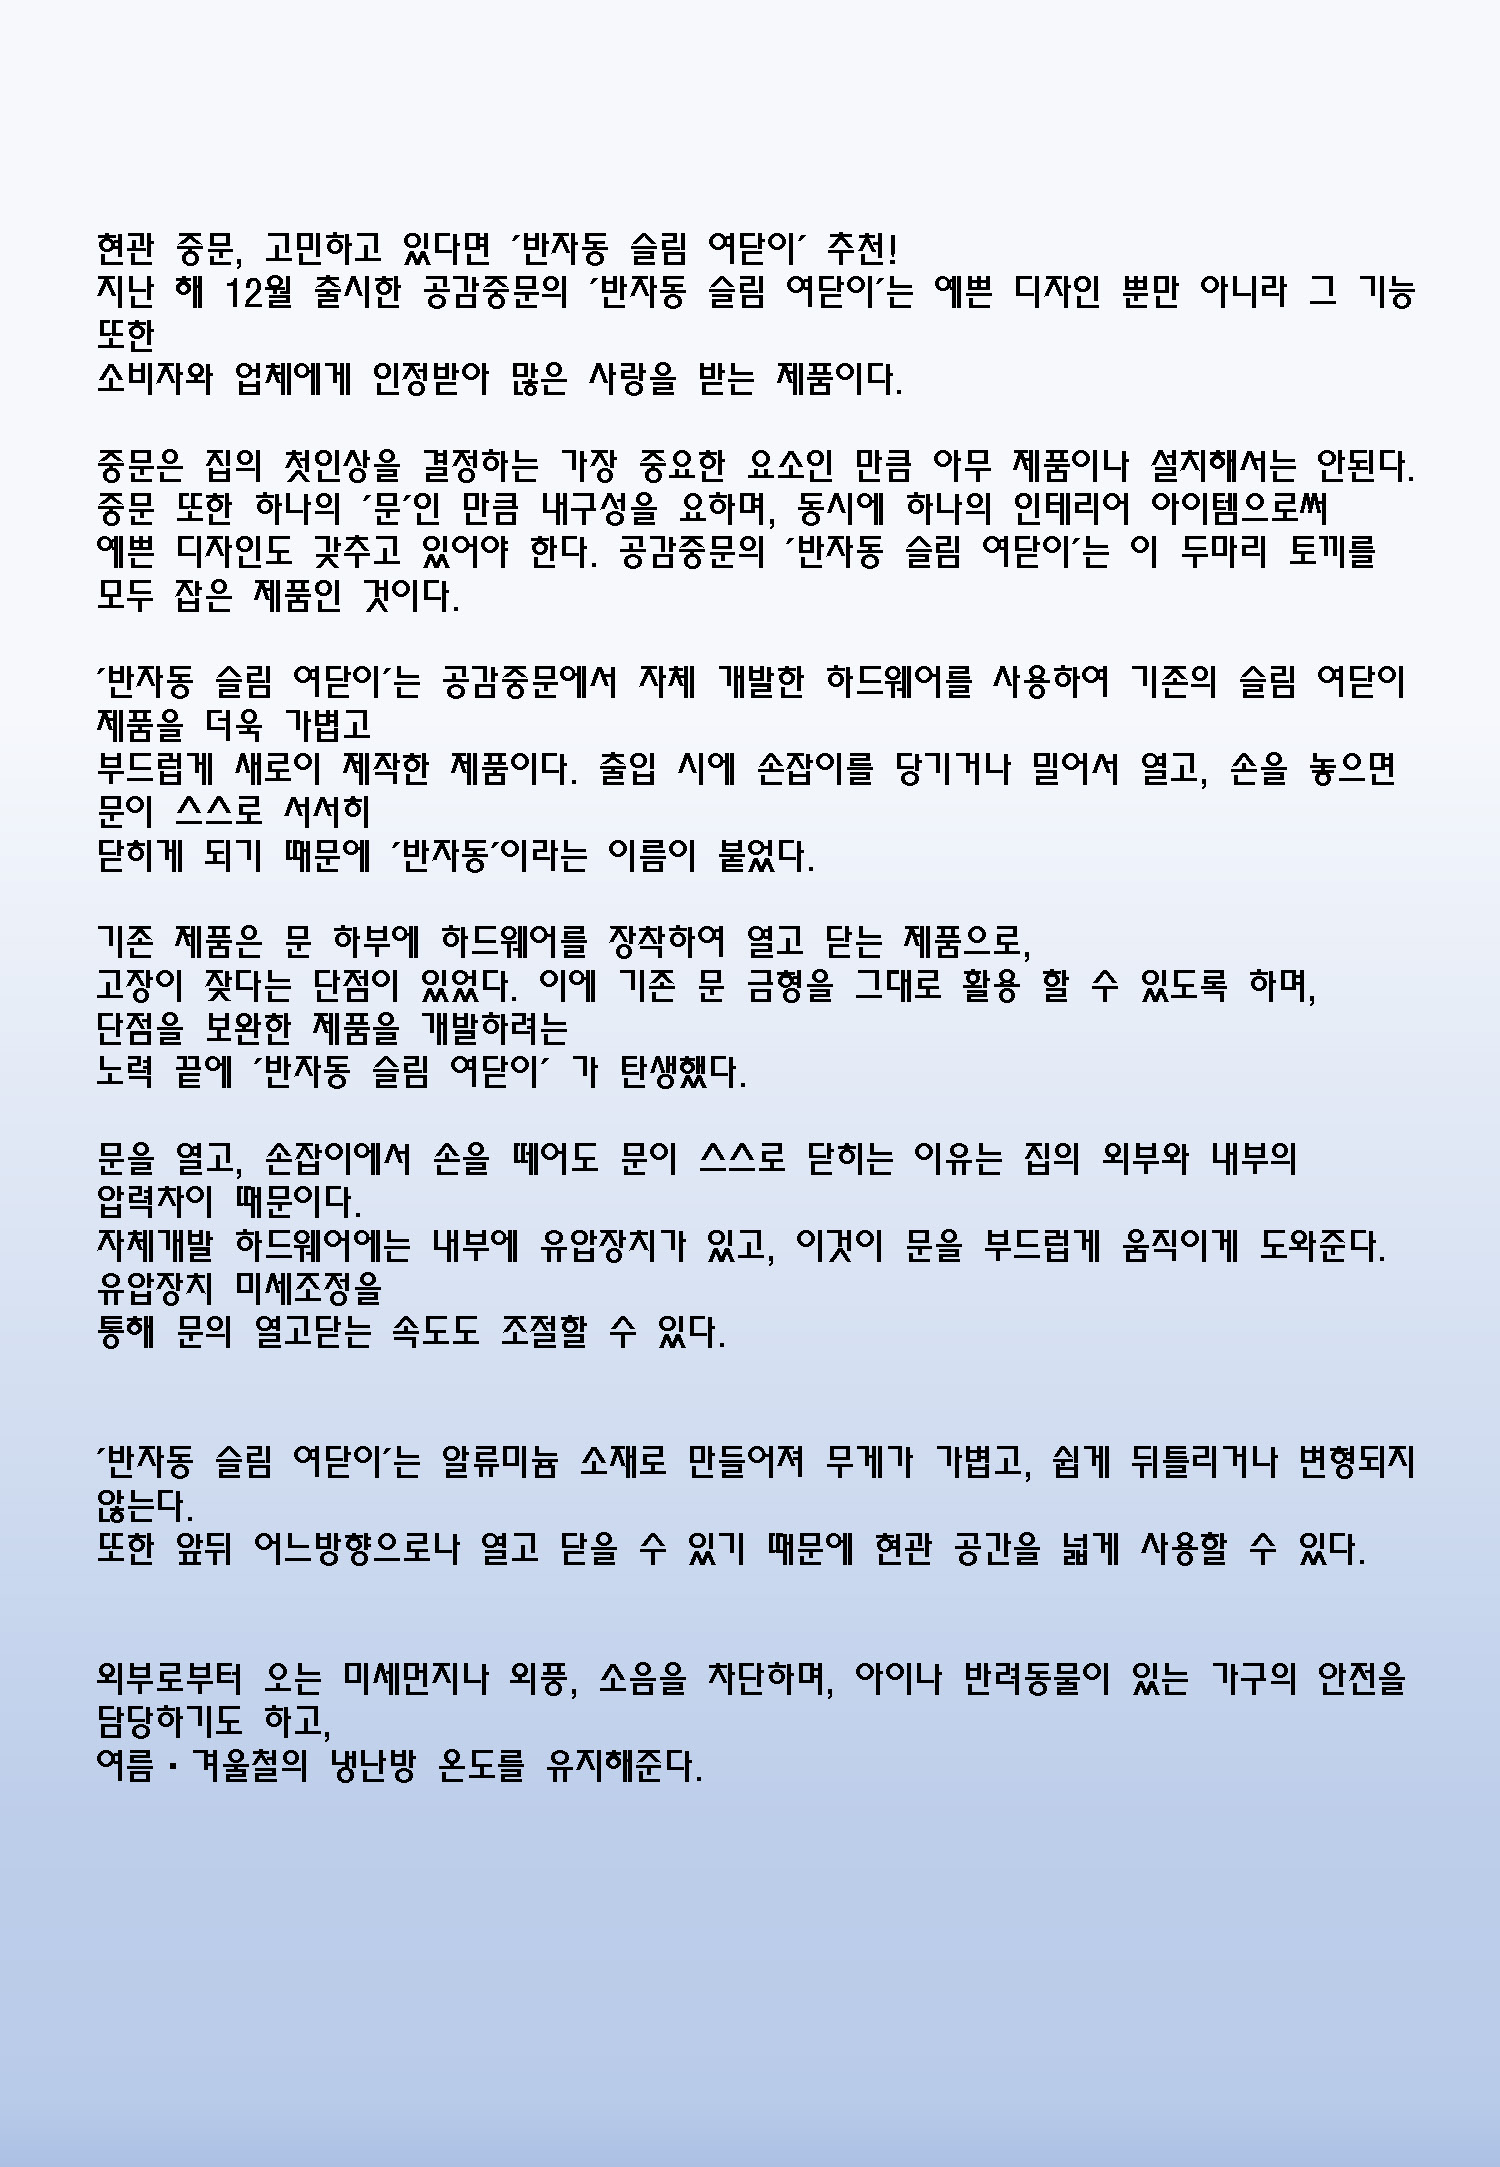 현관 중문, 고민하고 있다면 ´반자동 슬림 여닫이´ 추천!
지난 해 12월 출시한 공감중문의 ´반자동 슬림 여닫이´는 예쁜 디자인 뿐만 아니라 그 기능
또한
소비자와 업체에게 인정받아 많은 사랑을 받는 제품이다.
중문은 집의 첫인상을 결정하는 가장 중요한 요소인 만큼 아무 제품이나 설치해서는 안된다.
중문 또한 하나의 ´문´인 만큼 내구성을 요하며, 동시에 하나의 인테리어 아이템으로써
예쁜 디자인도 갖추고 있어야 한다. 공감중문의 ´반자동 슬림 여닫이´는 이 두마리 토끼를
모두 잡은 제품인 것이다.
´반자동 슬림 여닫이´는 공감중문에서 자체 개발한 하드웨어를 사용하여 기존의 슬림 여닫이
제품을 더욱 가볍고
부드럽게 새로이 제작한 제품이다. 출입 시에 손잡이를 당기거나 밀어서 열고, 손을 놓으면
문이 스스로 서서히
닫히게 되기 때문에 ´반자동´이라는 이름이 붙었다.
기존 제품은 문 하부에 하드웨어를 장착하여 열고 닫는 제품으로,
고장이 잦다는 단점이 있었다. 이에 기존 문 금형을 그대로 활용 할 수 있도록 하며,
단점을 보완한 제품을 개발하려는
노력 끝에 ´반자동 슬림 여닫이´ 가 탄생했다.
문을 열고, 손잡이에서 손을 떼어도 문이 스스로 닫히는 이유는 집의 외부와 내부의
압력차이 때문이다.
자체개발 하드웨어에는 내부에 유압장치가 있고, 이것이 문을 부드럽게 움직이게 도와준다.
유압장치 미세조정을
통해 문의 열고닫는 속도도 조절할 수 있다.
´반자동 슬림 여닫이´는 알류미늄 소재로 만들어져 무게가 가볍고, 쉽게 뒤틀리거나 변형되지
않는다.
또한 앞뒤 어느방향으로나 열고 닫을 수 있기 때문에 현관 공간을 넓게 사용할 수 있다.
외부로부터 오는 미세먼지나 외풍, 소음을 차단하며, 아이나 반려동물이 있는 가구의 안전을
담당하기도 하고,
여름·겨울철의 냉난방 온도를 유지해준다.